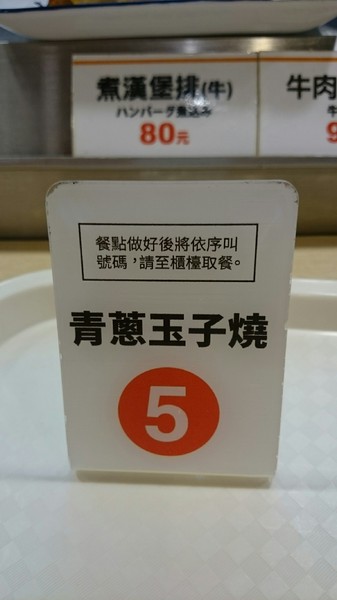 煮漢堡排(牛)
ハンバーグ煮込み
80元
牛肉
牛
9
餐點做好後將依序叫
號碼，請至櫃檯取餐。
青蔥玉子燒
5